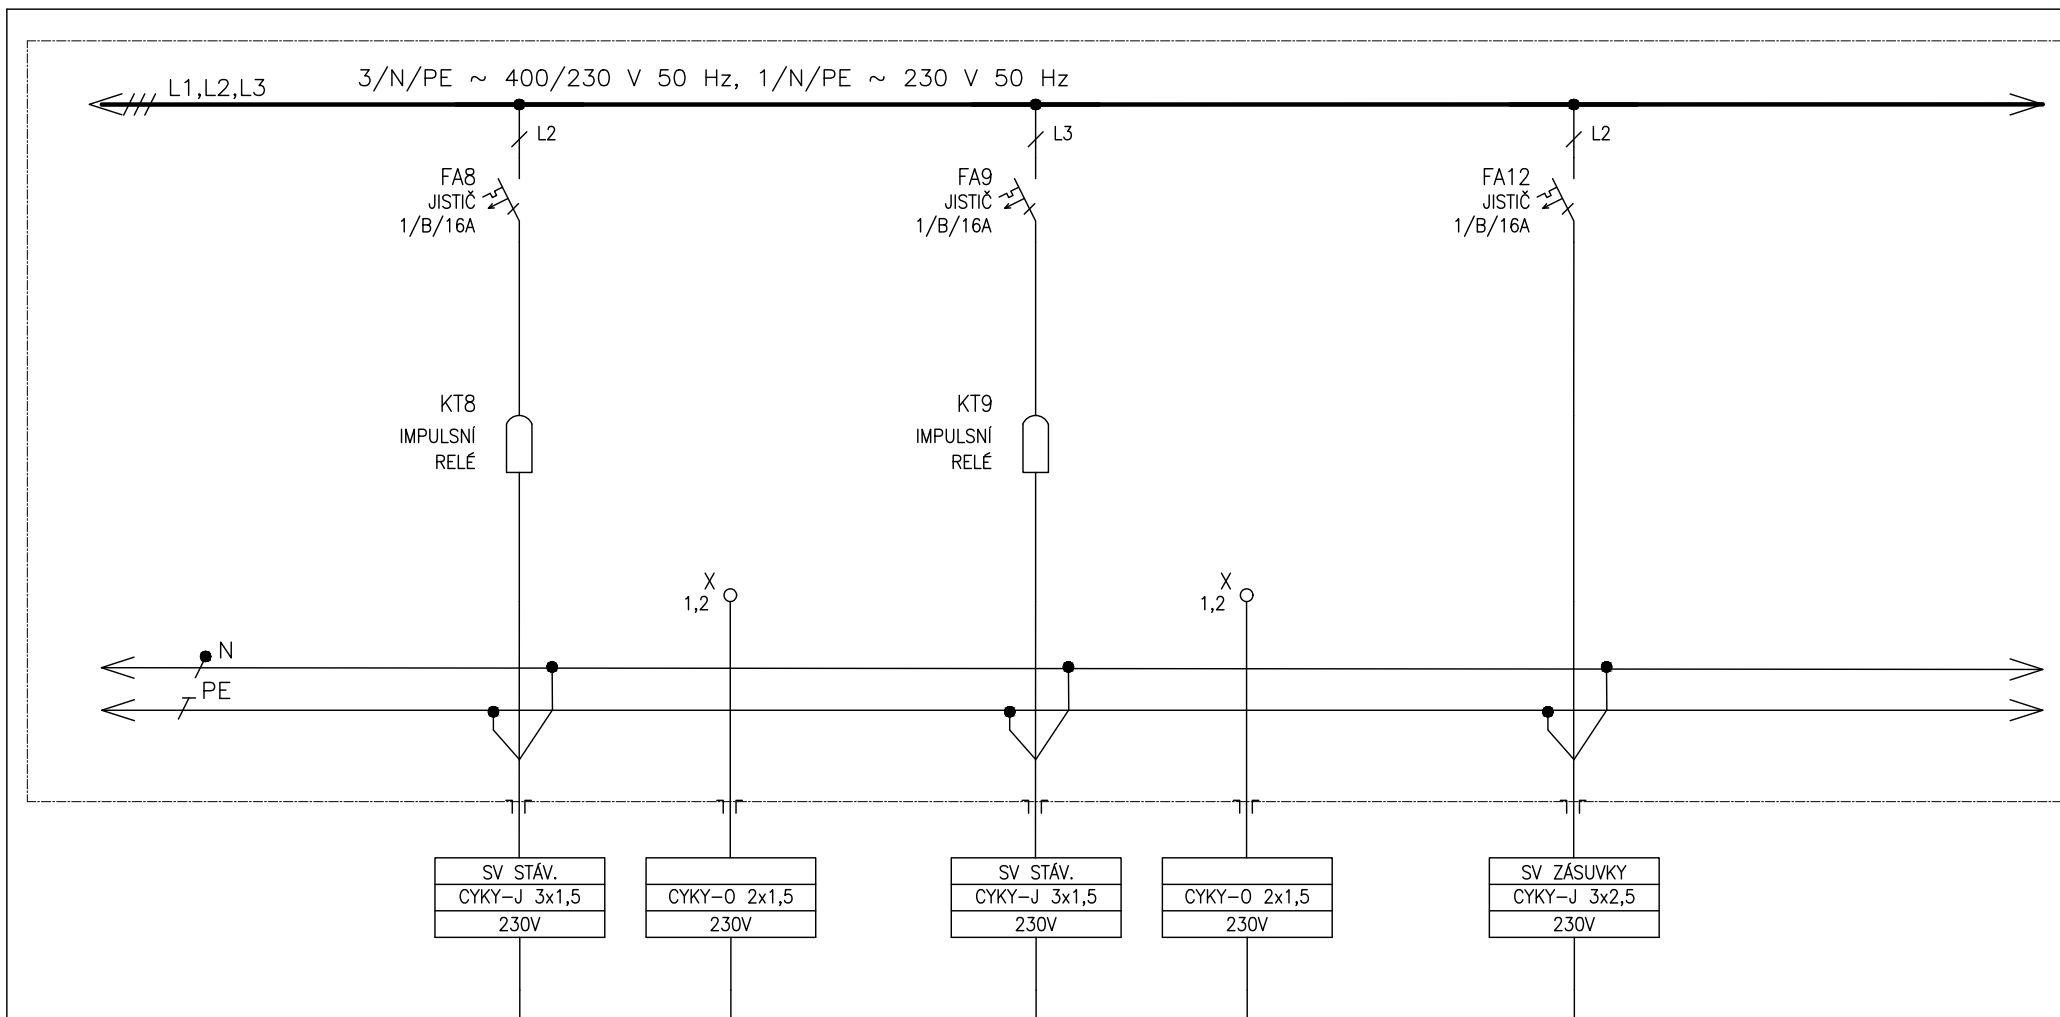 L1,L2,L3
3/N/PE ~ 400/230 V 50 Hz, 1/N/PE ~ 230 V 50 Hz
L2
L3
L2
FA8
JISTIČ
1/B/16A
FA9
JISTIČ
1/B/16A
FA12
JISTIČ
1/B/16A
KT8
IMPULSNÍ
RELÉ
KT9
IMPULSNÍ
RELÉ
X
1,2
X
1,2
N
PE
SV STÁV.
CYKY-J 3x1,5
230V
CYKY-O 2x1,5
230V
SV STÁV.
CYKY-J 3x1,5
230V
CYKY-O 2x1,5
230V
SV ZÁSUVKY
CYKY-J 3x2,5
230V